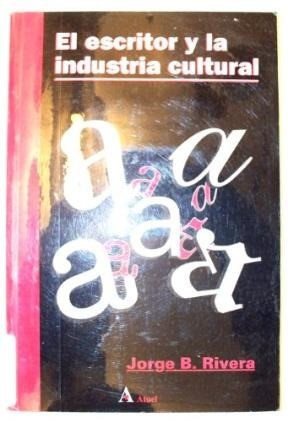 El escritor y la
industria cultural
a a
a a
a
a a
a a
Jorge B. Rivera
A Atuel